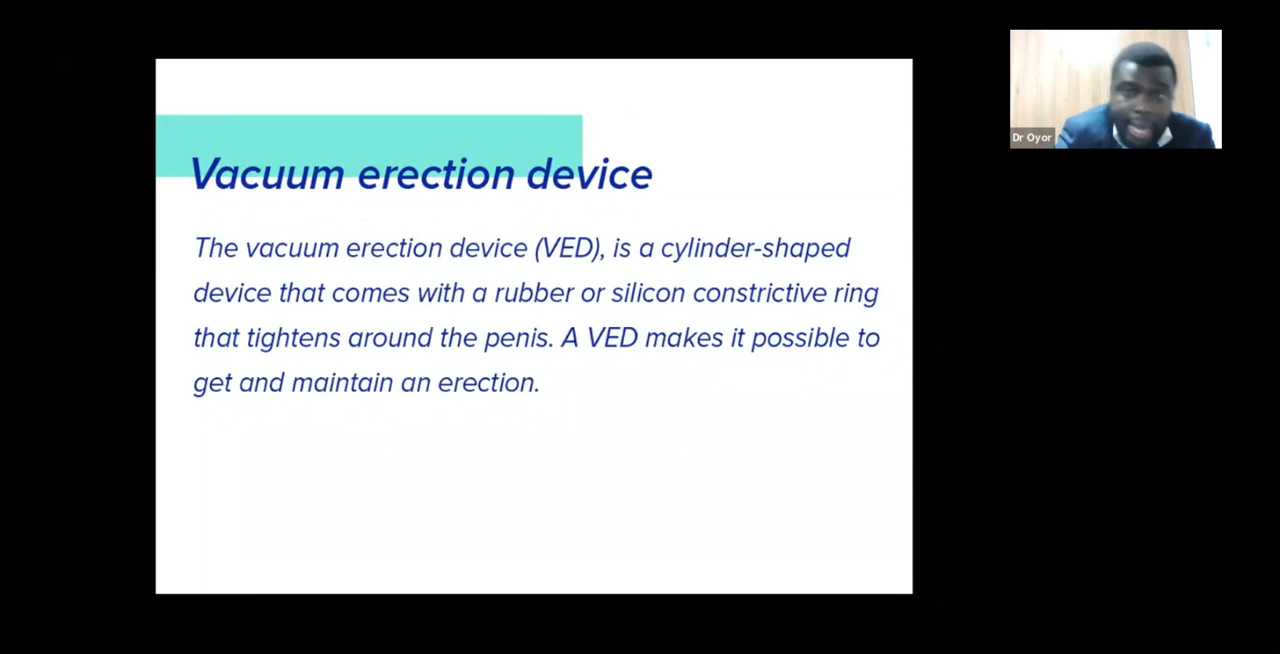 Vacuum erection device
The vacuum erection device (VED), is a cylinder-shaped
device that comes with a rubber or silicon constrictive ring
that tightens around the penis. A VED makes it possible to
get and maintain an erection.
Dr Oyor